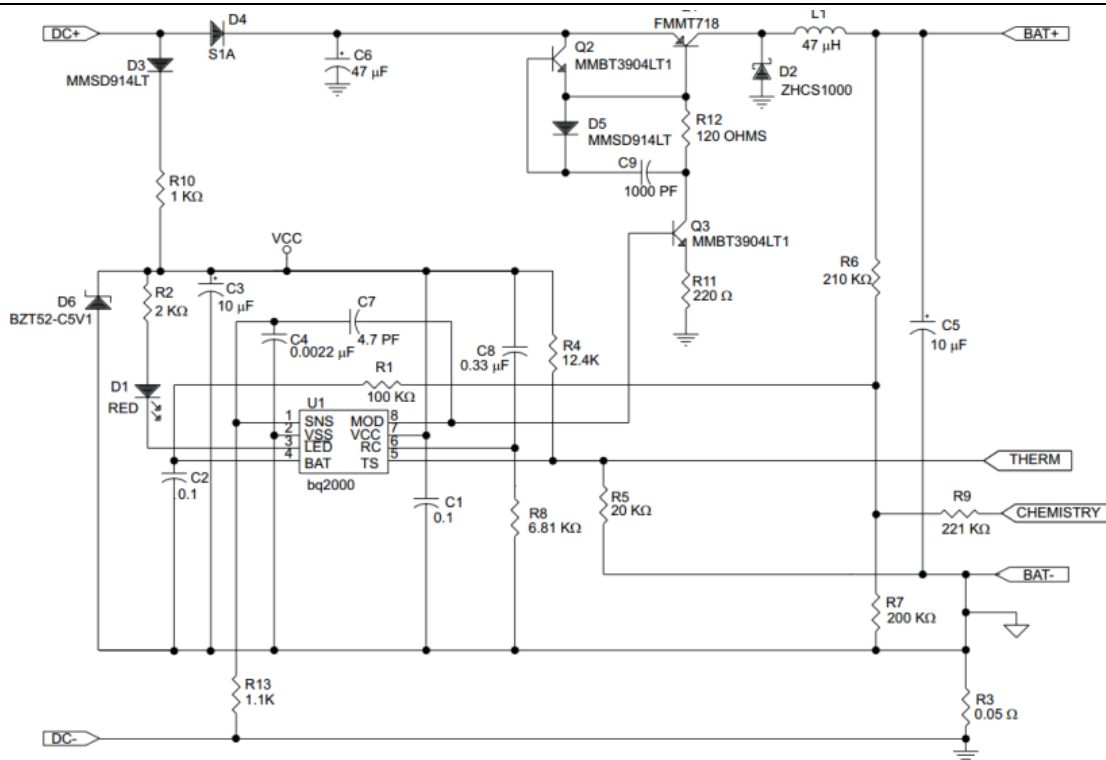 DC+
D4
S1A
D3
MMSD914LT
C6
47 µF
Q2
MMBT3904LT1
FMMT718
L1
47 µH
BAT+
D2
ZHCS1000
D5
MMSD914LT
R12
120 OHMS
C9
1000 PF
R10
1 KΩ
Q3
MMBT3904LT1
VCC
R11
220 Ω
R6
210 KΩ
D6
BZT52-C5V1
R2
2 KΩ
C3
10 µF
C7
4.7 PF
C4
0.0022 µF
C8
0.33 µF
R4
12.4K
C5
10 µF
R1
100 KΩ
D1
RED
U1
1 SNS MOD 8
2 VSS VCC 7
3 LED RC 6
4 BAT TS 5
bq2000
THERM
C2
0.1
C1
0.1
R8
6.81 KΩ
R5
20 KΩ
R9
221 KΩ
CHEMISTRY
BAT-
R7
200 KΩ
R13
1.1K
R3
0.05 Ω
DC-